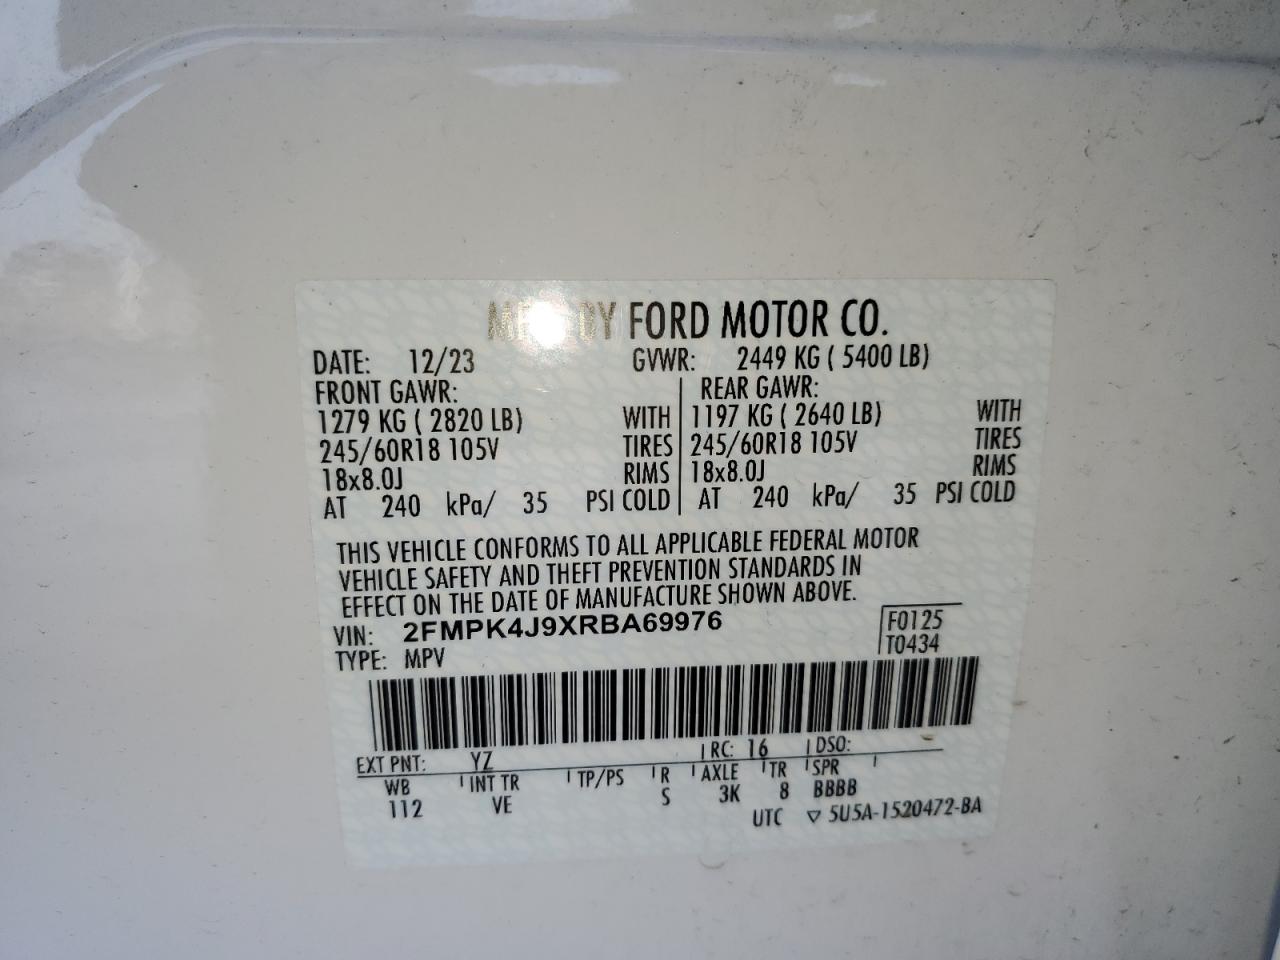 MFD BY FORD MOTOR CO.
DATE: 12/23 GVWR: 2449 KG ( 5400 LB)
FRONT GAWR: REAR GAWR:
1279 KG ( 2820 LB) WITH 1197 KG ( 2640 LB) WITH
245/60R18 105V TIRES 245/60R18 105V TIRES
18x8.0J RIMS 18x8.0J RIMS
AT 240 kPa/ 35 PSI COLD AT 240 kPa/ 35 PSI COLD
THIS VEHICLE CONFORMS TO ALL APPLICABLE FEDERAL MOTOR
VEHICLE SAFETY AND THEFT PREVENTION STANDARDS IN
EFFECT ON THE DATE OF MANUFACTURE SHOWN ABOVE.
VIN: 2FMPK4J9XRBA69976 F0125
TYPE: MPV T0434
EXT PNT: YZ RC: 16 DSO:
WB INT TR TP/PS R AXLE TR SPR
112 VE S 3K 8 BBBB
UTC ▽ 5U5A-1520472-BA